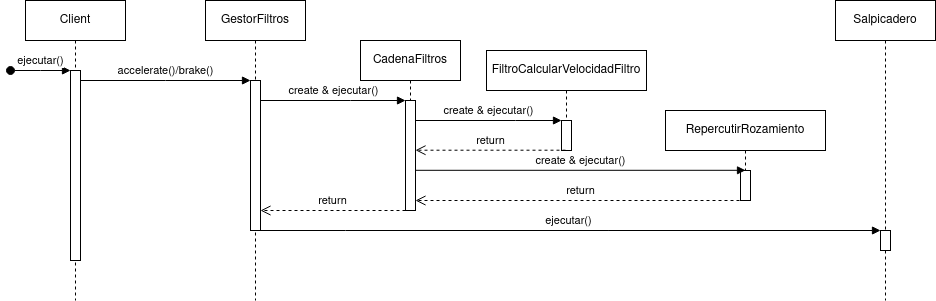 Client
GestorFiltros
Salpicadero
ejecutar()
CadenaFiltros
accelerate()/brake()
FiltroCalcularVelocidadFiltro
create & ejecutar()
create & ejecutar()
RepercutirRozamiento
return
create & ejecutar()
return
return
ejecutar()